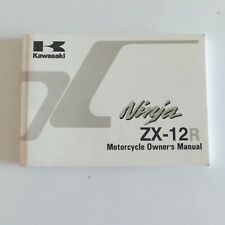 Kawasaki
Ninja
ZX-12R
Motorcycle Owner's Manual